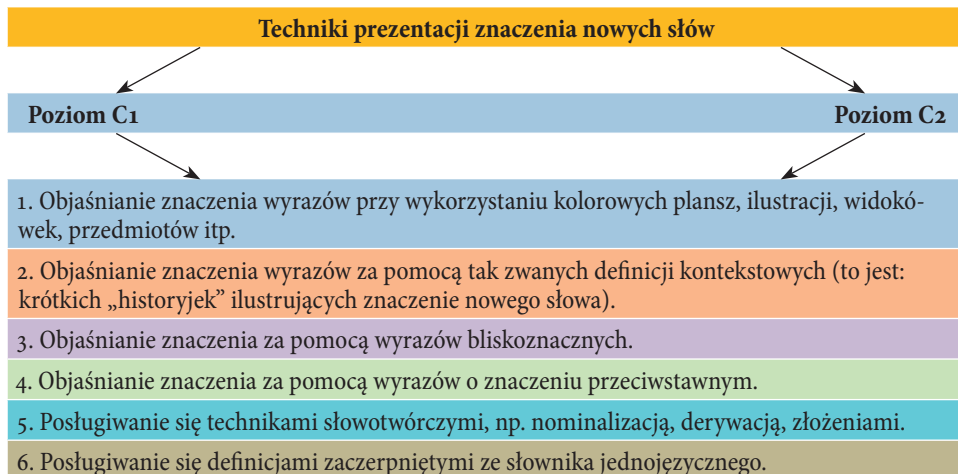 Techniki prezentacji znaczenia nowych słów
Poziom C1
Poziom C2
1. Objaśnianie znaczenia wyrazów przy wykorzystaniu kolorowych plansz, ilustracji, widokó-
wek, przedmiotów itp.
2. Objaśnianie znaczenia wyrazów za pomocą tak zwanych definicji kontekstowych (to jest:
krótkich „historyjek” ilustrujących znaczenie nowego słowa).
3. Objaśnianie znaczenia za pomocą wyrazów bliskoznacznych.
4. Objaśnianie znaczenia za pomocą wyrazów o znaczeniu przeciwstawnym.
5. Posługiwanie się technikami słowotwórczymi, np. nominalizacją, derywacją, złożeniami.
6. Posługiwanie się definicjami zaczerpniętymi ze słownika jednojęzycznego.